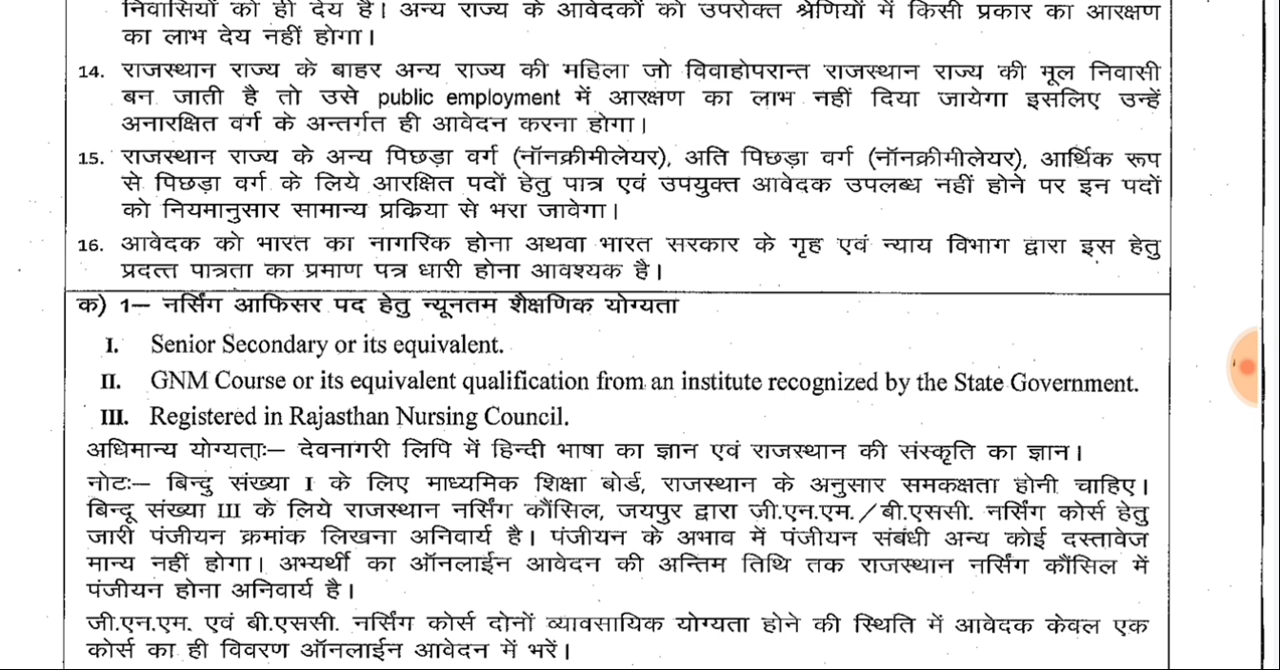 निवासियों को ही देय है। अन्य राज्य के आवेदकों को उपरोक्त श्रेणियों में किसी प्रकार का आरक्षण
का लाभ देय नहीं होगा।
14. राजस्थान राज्य के बाहर अन्य राज्य की महिला जो विवाहोपरान्त राजस्थान राज्य की मूल निवासी
बन जाती है तो उसे public employment में आरक्षण का लाभ नहीं दिया जायेगा इसलिए उन्हें
अनारक्षित वर्ग के अन्तर्गत ही आवेदन करना होगा।
15. राजस्थान राज्य के अन्य पिछड़ा वर्ग (नॉनक्रीमीलेयर), अति पिछड़ा वर्ग (नॉनक्रीमीलेयर), आर्थिक रूप
से पिछड़ा वर्ग के लिये आरक्षित पदों हेतु पात्र एवं उपयुक्त आवेदक उपलब्ध नहीं होने पर इन पदों
को नियमानुसार सामान्य प्रक्रिया से भरा जावेगा।
16. आवेदक को भारत का नागरिक होना अथवा भारत सरकार के गृह एवं न्याय विभाग द्वारा इस हेतु
प्रदत्त पात्रता का प्रमाण पत्र धारी होना आवश्यक है।
क) 1– नर्सिंग आफिसर पद हेतु न्यूनतम शैक्षणिक योग्यता
I. Senior Secondary or its equivalent.
II. GNM Course or its equivalent qualification from an institute recognized by the State Government.
III. Registered in Rajasthan Nursing Council.
अधिमान्य योग्यताः– देवनागरी लिपि में हिन्दी भाषा का ज्ञान एवं राजस्थान की संस्कृति का ज्ञान।
नोटः– बिन्दु संख्या I के लिए माध्यमिक शिक्षा बोर्ड, राजस्थान के अनुसार समकक्षता होनी चाहिए।
बिन्दू संख्या III के लिये राजस्थान नर्सिंग कौंसिल, जयपुर द्वारा जी.एन.एम./बी.एससी. नर्सिंग कोर्स हेतु
जारी पंजीयन क्रमांक लिखना अनिवार्य है। पंजीयन के अभाव में पंजीयन संबंधी अन्य कोई दस्तावेज
मान्य नहीं होगा। अभ्यर्थी का ऑनलाईन आवेदन की अन्तिम तिथि तक राजस्थान नर्सिंग कौंसिल में
पंजीयन होना अनिवार्य है।
जी.एन.एम. एवं बी.एससी. नर्सिंग कोर्स दोनों व्यावसायिक योग्यता होने की स्थिति में आवेदक केवल एक
कोर्स का ही विवरण ऑनलाईन आवेदन में भरें।